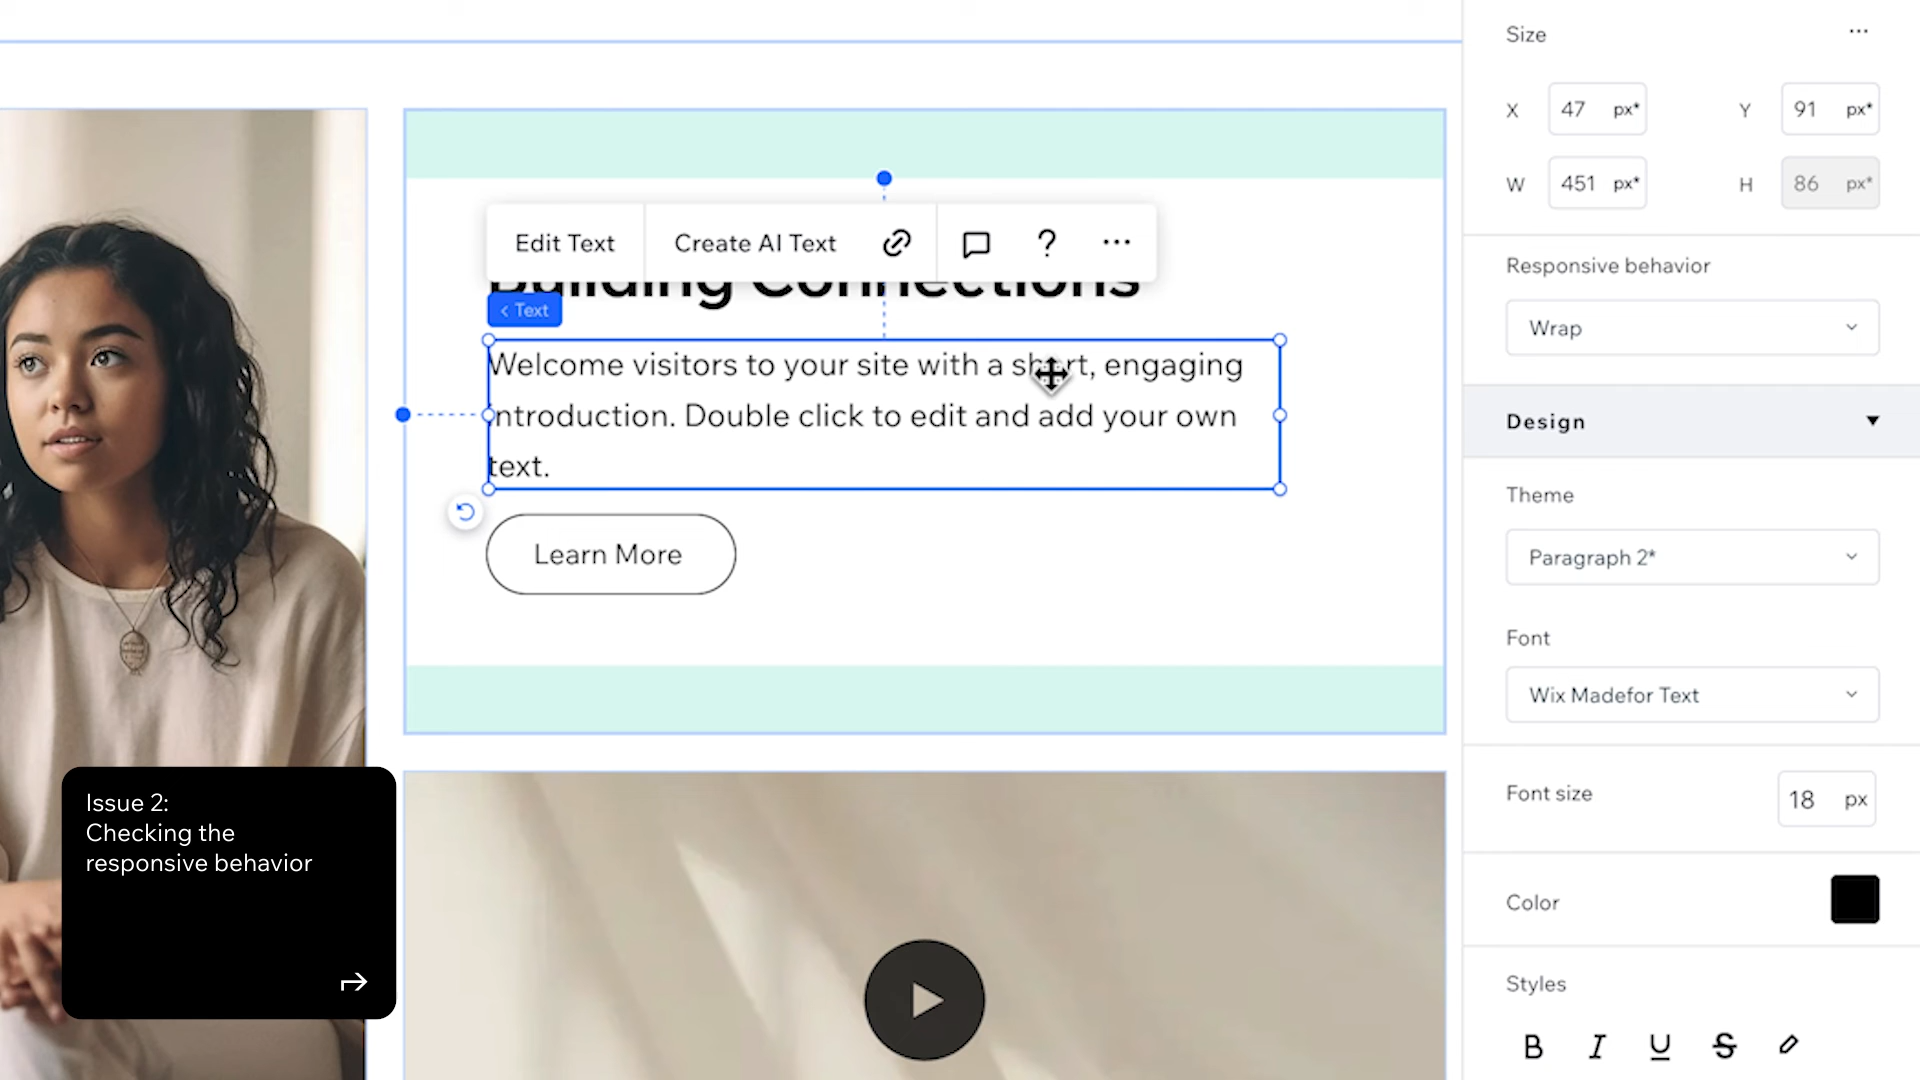 Size
...
X 47 px* Y 91 px*
W 451 px* H 86 px*
Edit Text Create AI Text ? ...
Building Connections
< Text
Welcome visitors to your site with a short, engaging
introduction. Double click to edit and add your own
text.
Learn More
Issue 2:
Checking the
responsive behavior
Responsive behavior
Wrap
Design
Theme
Paragraph 2*
Font
Wix Madefor Text
Font size 18 px
Color
Styles
B I U S